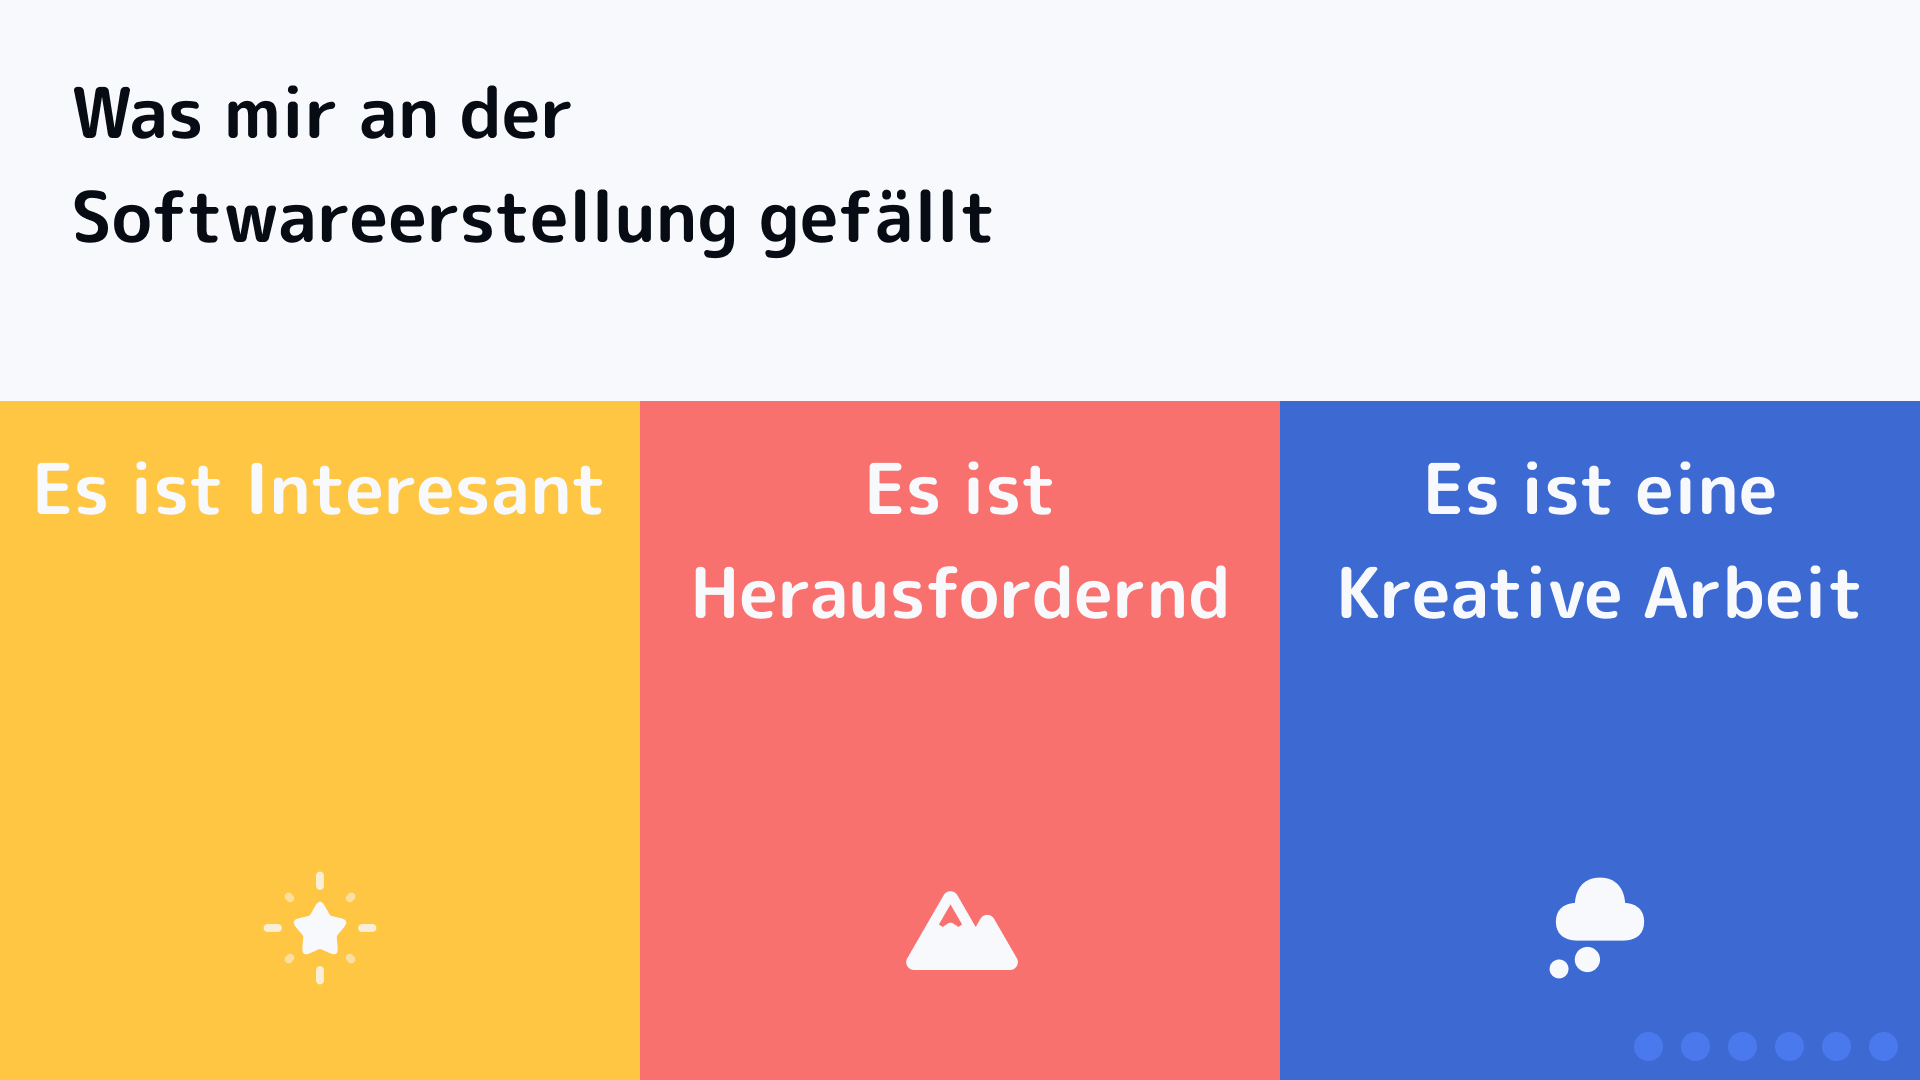 Was mir an der
Softwareerstellung gefällt
Es ist Interesant
Es ist
Herausfordernd
Es ist eine
Kreative Arbeit